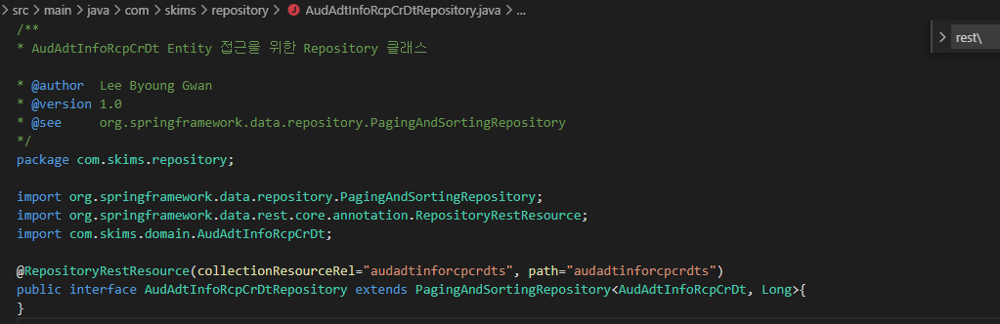 > src > main > java > com > skims > repository > AudAdtInfoRcpCrDtRepository.java > ...
> rest\
/**
* AudAdtInfoRcpCrDt Entity 접근을 위한 Repository 클래스
* @author  Lee Byoung Gwan
* @version 1.0
* @see     org.springframework.data.repository.PagingAndSortingRepository
*/
package com.skims.repository;
import org.springframework.data.repository.PagingAndSortingRepository;
import org.springframework.data.rest.core.annotation.RepositoryRestResource;
import com.skims.domain.AudAdtInfoRcpCrDt;
@RepositoryRestResource(collectionResourceRel="audadtinforcpcrdts", path="audadtinforcpcrdts")
public interface AudAdtInfoRcpCrDtRepository extends PagingAndSortingRepository<AudAdtInfoRcpCrDt, Long>{
}